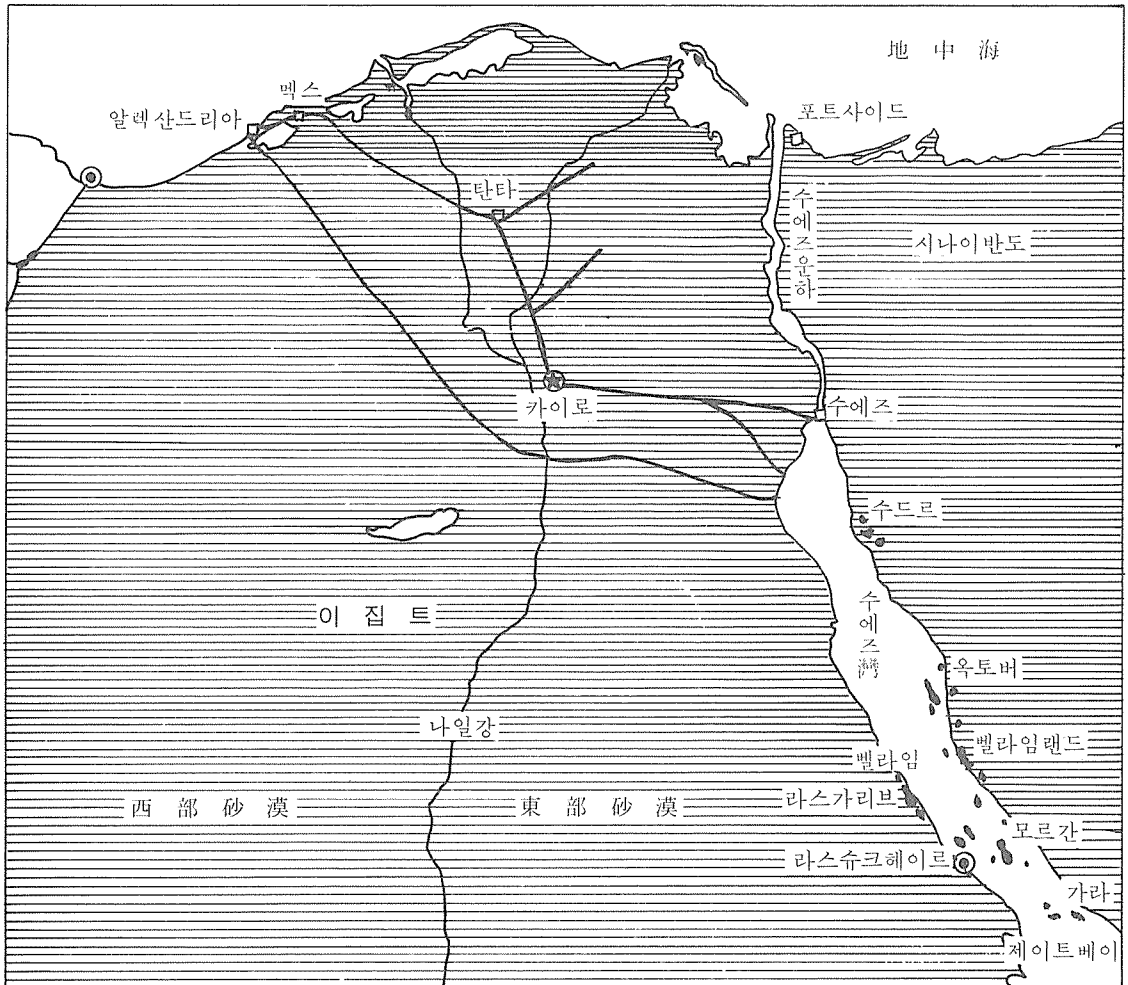 地中海
멕스
알렉산드리아
포트사이드
탄타
수에즈운하
시나이반도
카이로
수에즈
수드르
이집트
수에즈灣
옥토버
나일강
벨라임랜드
벨라임
西部砂漠
東部砂漠
라스가리브
모르간
라스슈크헤이르
가라
제이트베이